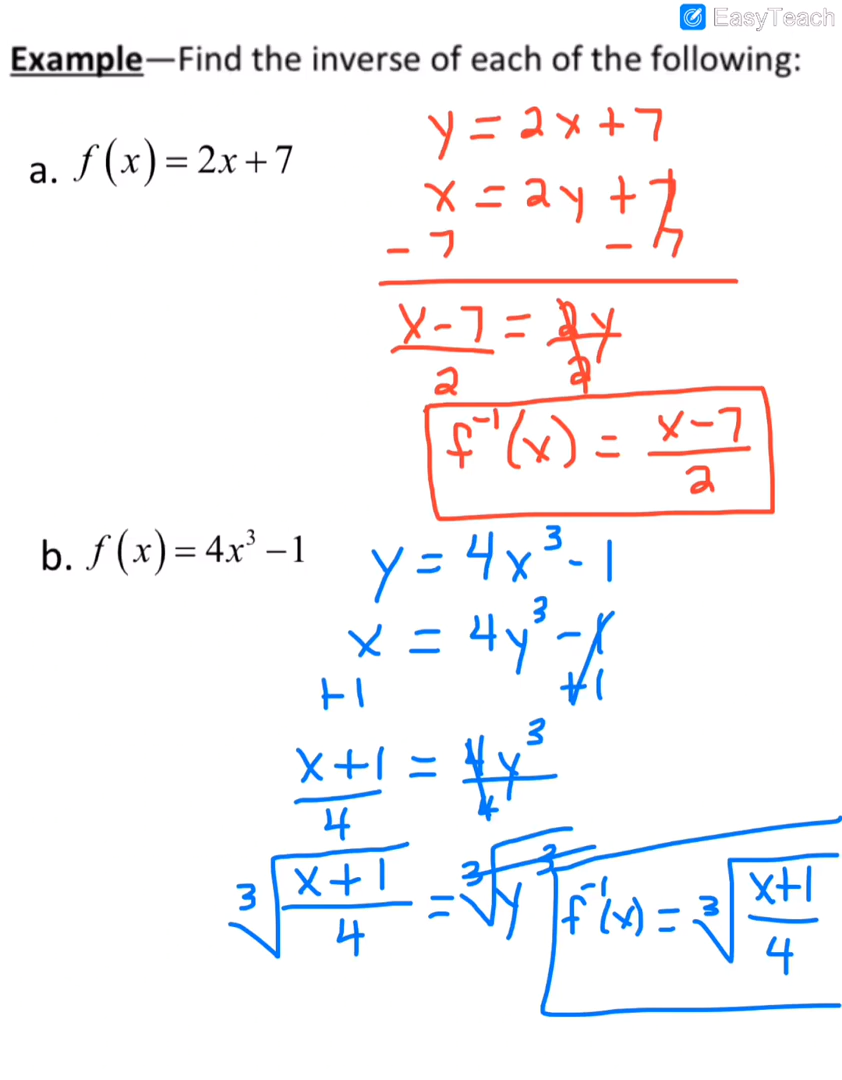 EasyTeach
Example—Find the inverse of each of the following:
a. f(x) = 2x + 7
y = 2x + 7
x = 2y + 7
- 7 - 7
x - 7 = 2y
2 2
f⁻¹(x) = x - 7
2
b. f(x) = 4x³ - 1
y = 4x³ - 1
x = 4y³ - 1
+1 +1
x + 1 = 4y³
4 4
∛((x + 1)/4) = ∛(y³)
f⁻¹(x) = ∛((x+1)/4)